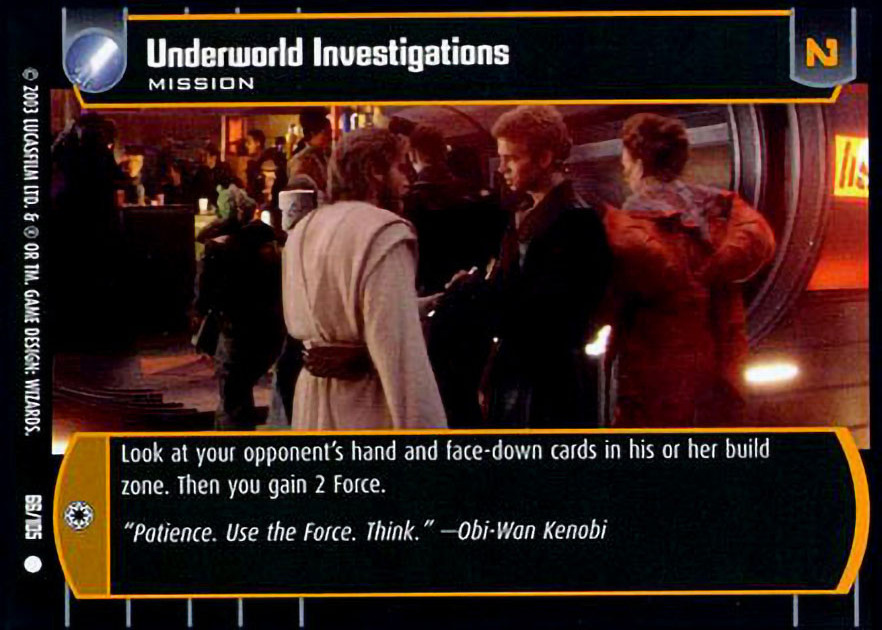 Underworld Investigations
MISSION
2
Look at your opponent's hand and face-down cards in his or her build
zone. Then you gain 2 Force.
"Patience. Use the Force. Think." —Obi-Wan Kenobi
© 2003 LUCASFILM LTD. & ® OR TM. GAME DESIGN: WIZARDS.